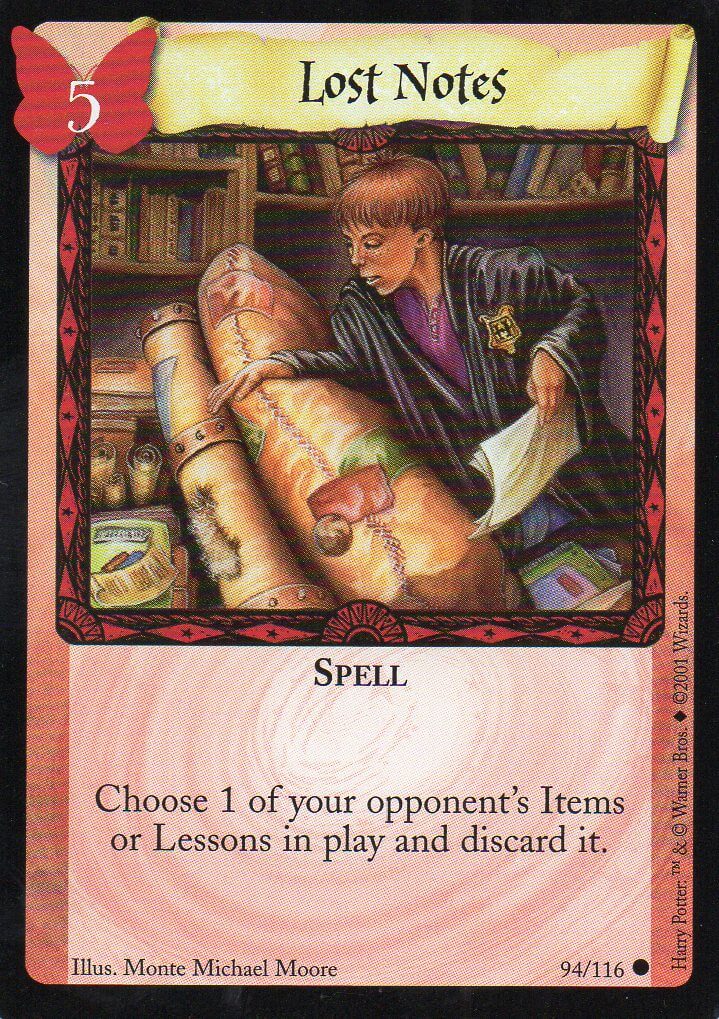 5
Lost Notes
Spell
Choose 1 of your opponent's Items
or Lessons in play and discard it.
Illus. Monte Michael Moore
94/116
Harry Potter: ™ & © Warner Bros. ◆ ©2001 Wizards.